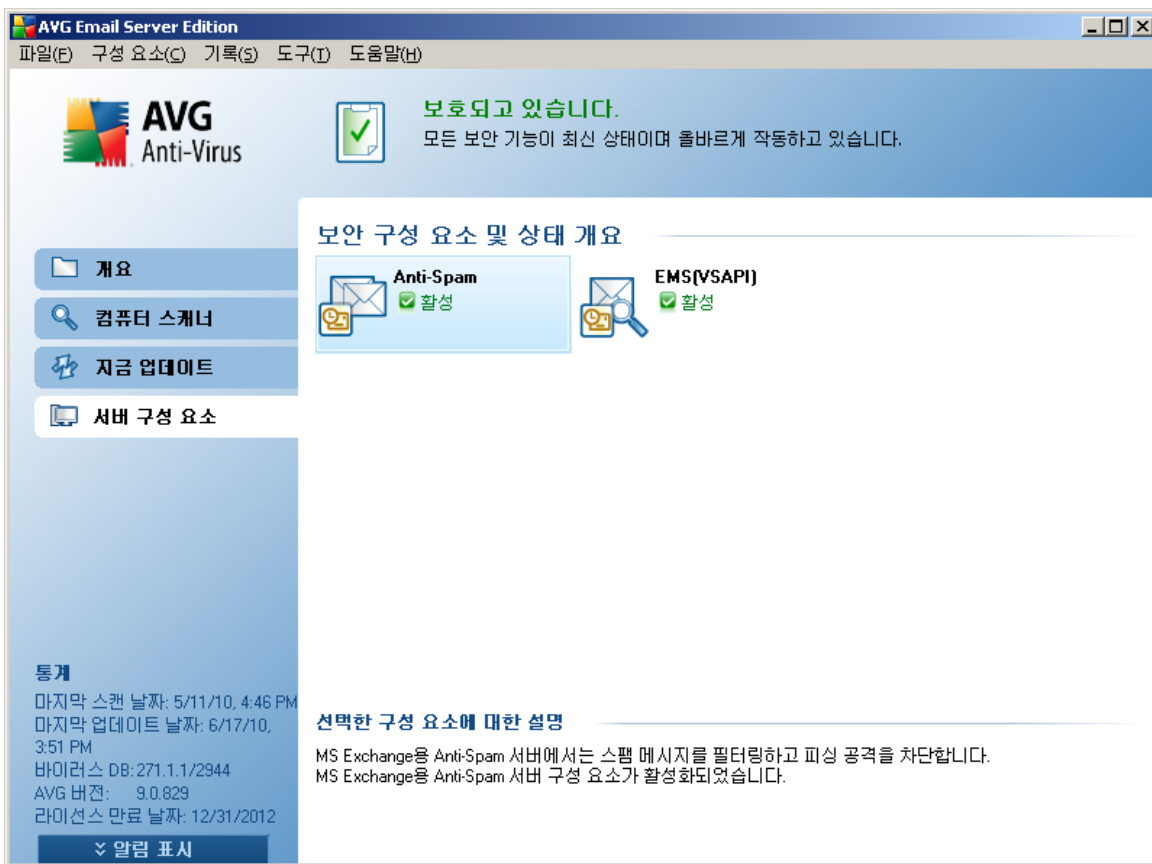 AVG Email Server Edition
파일(F) 구성 요소(C) 기록(S) 도구(T) 도움말(H)
AVG
Anti-Virus
보호되고 있습니다.
모든 보안 기능이 최신 상태이며 올바르게 작동하고 있습니다.
개요
컴퓨터 스캐너
지금 업데이트
서버 구성 요소
보안 구성 요소 및 상태 개요
Anti-Spam
활성
EMS(VSAPI)
활성
통계
마지막 스캔 날짜: 5/11/10, 4:46 PM
마지막 업데이트 날짜: 6/17/10,
3:51 PM
바이러스 DB: 271.1.1/2944
AVG 버전: 9.0.829
라이선스 만료 날짜: 12/31/2012
알림 표시
선택한 구성 요소에 대한 설명
MS Exchange용 Anti-Spam 서버에서는 스팸 메시지를 필터링하고 피싱 공격을 차단합니다.
MS Exchange용 Anti-Spam 서버 구성 요소가 활성화되었습니다.